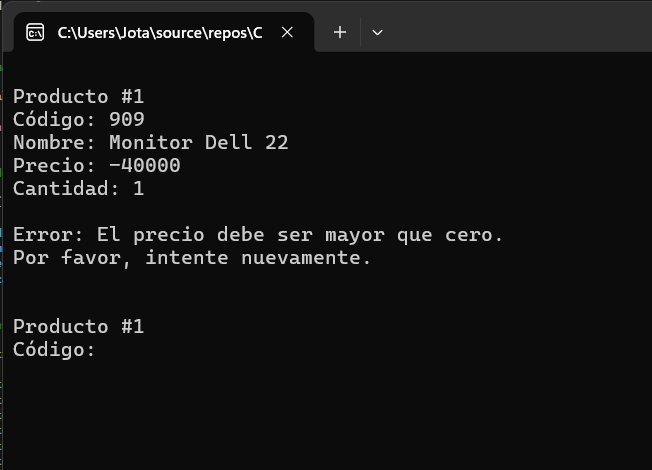 C:\Users\Jota\source\repos\C
Producto #1
Código: 909
Nombre: Monitor Dell 22
Precio: -40000
Cantidad: 1
Error: El precio debe ser mayor que cero.
Por favor, intente nuevamente.
Producto #1
Código: